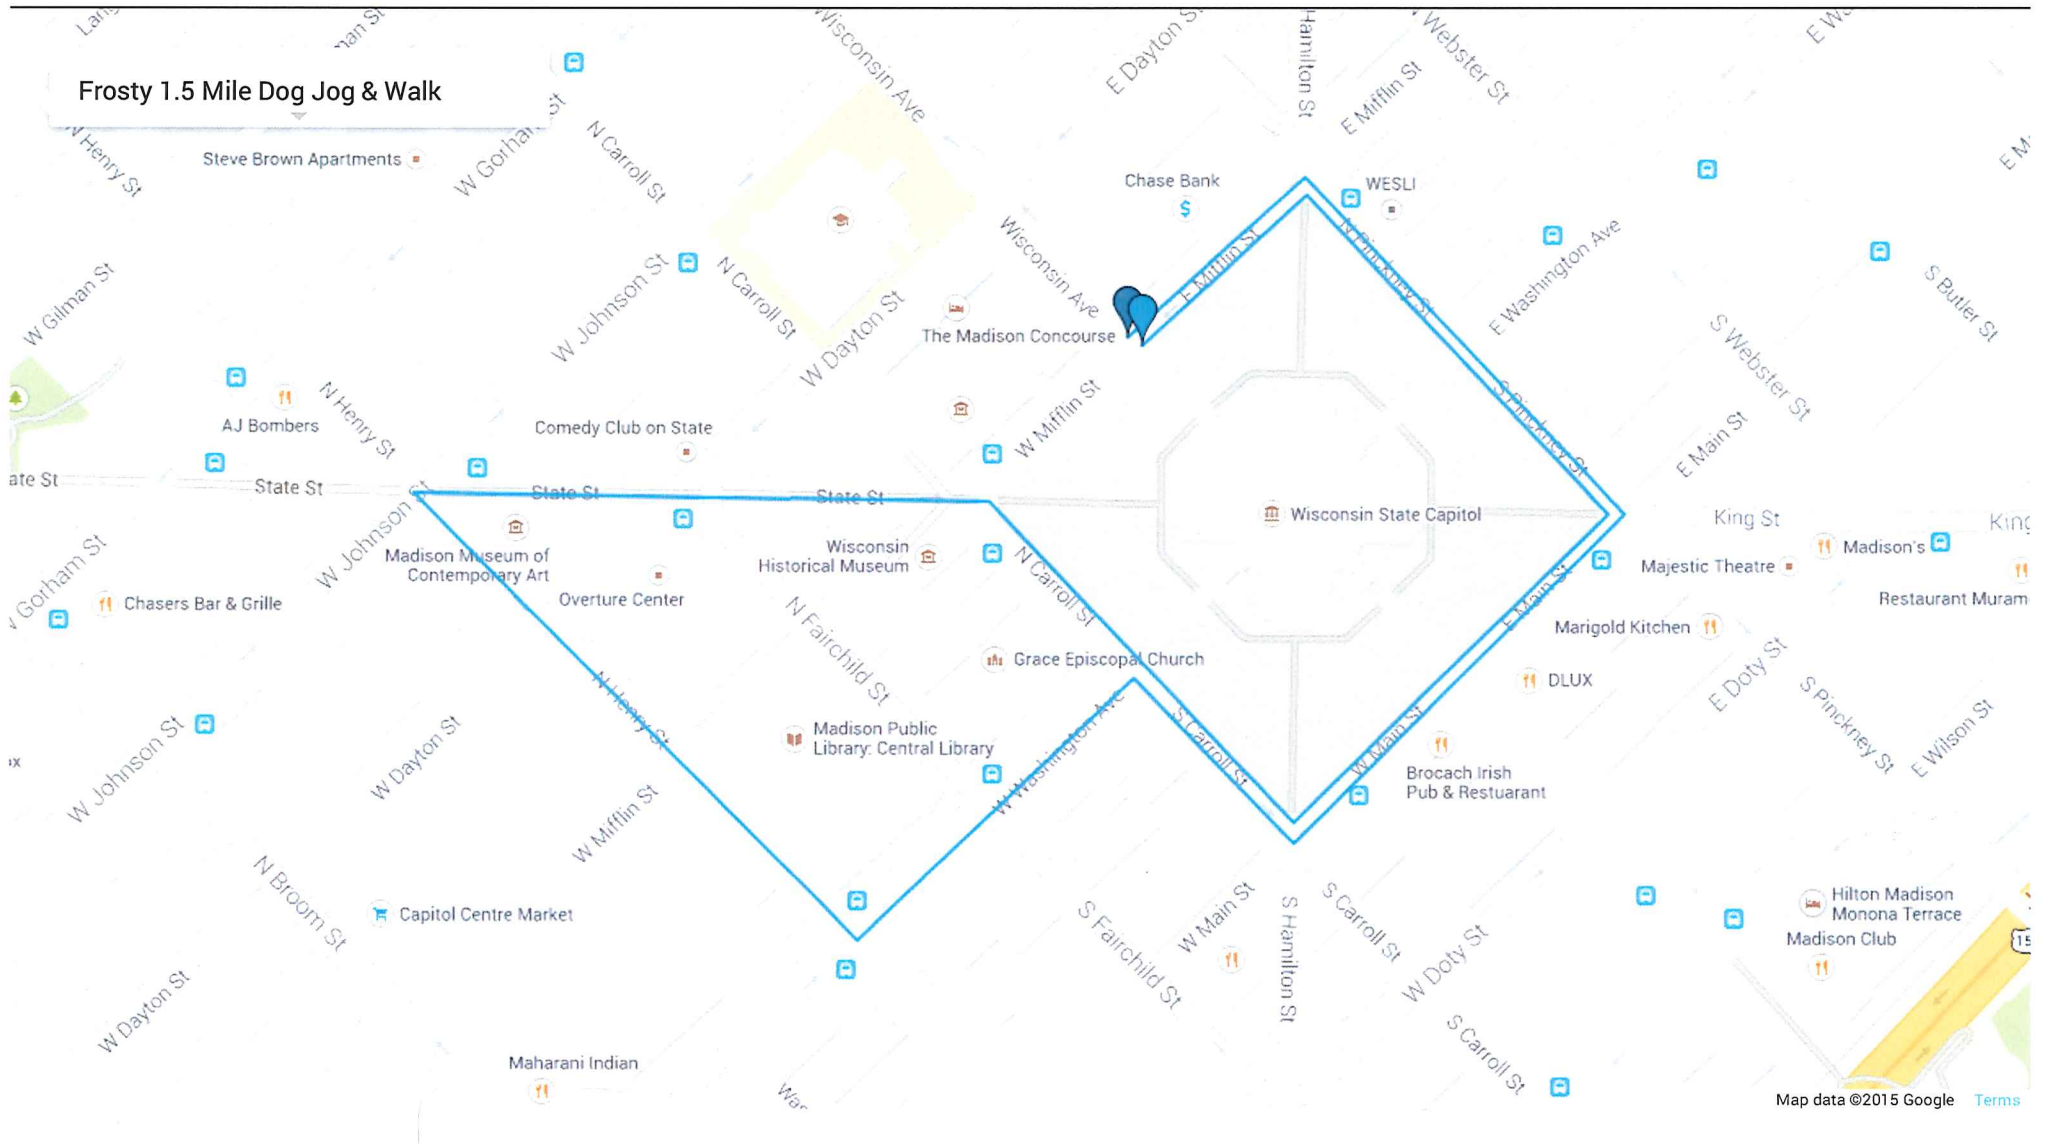 Frosty 1.5 Mile Dog Jog & Walk
Wisconsin Ave
E Dayton St
Hamilton St
E Mifflin St
Webster St
N Henry St
Steve Brown Apartments
W Gorham St
N Carroll St
Chase Bank
$
WESLI
N Pinckney St
E Washington Ave
W Gilman St
W Johnson St
N Carroll St
W Dayton St
Wisconsin Ave
E Mifflin St
S Butler St
The Madison Concourse
S Webster St
AJ Bombers
N Henry St
Comedy Club on State
W Mifflin St
S Pinckney St
E Main St
ate St
State St
State St
State St
W Johnson St
Wisconsin State Capitol
King St
King
Madison Museum of
Contemporary Art
Wisconsin
Historical Museum
N Carroll St
Majestic Theatre
Madison's
W Gorham St
Chasers Bar & Grille
Overture Center
N Fairchild St
E Main St
Restaurant Muram
Marigold Kitchen
Grace Episcopal Church
DLUX
E Doty St
N Henry St
Madison Public
Library: Central Library
W Washington Ave
S Carroll St
W Main St
S Pinckney St
E Wilson St
W Johnson St
W Dayton St
W Mifflin St
Brocach Irish
Pub & Restuarant
N Broom St
Capitol Centre Market
S Fairchild St
W Main St
S Hamilton St
S Carroll St
W Doty St
Hilton Madison
Monona Terrace
Madison Club
15
W Dayton St
S Carroll St
Maharani Indian
Map data ©2015 Google Terms